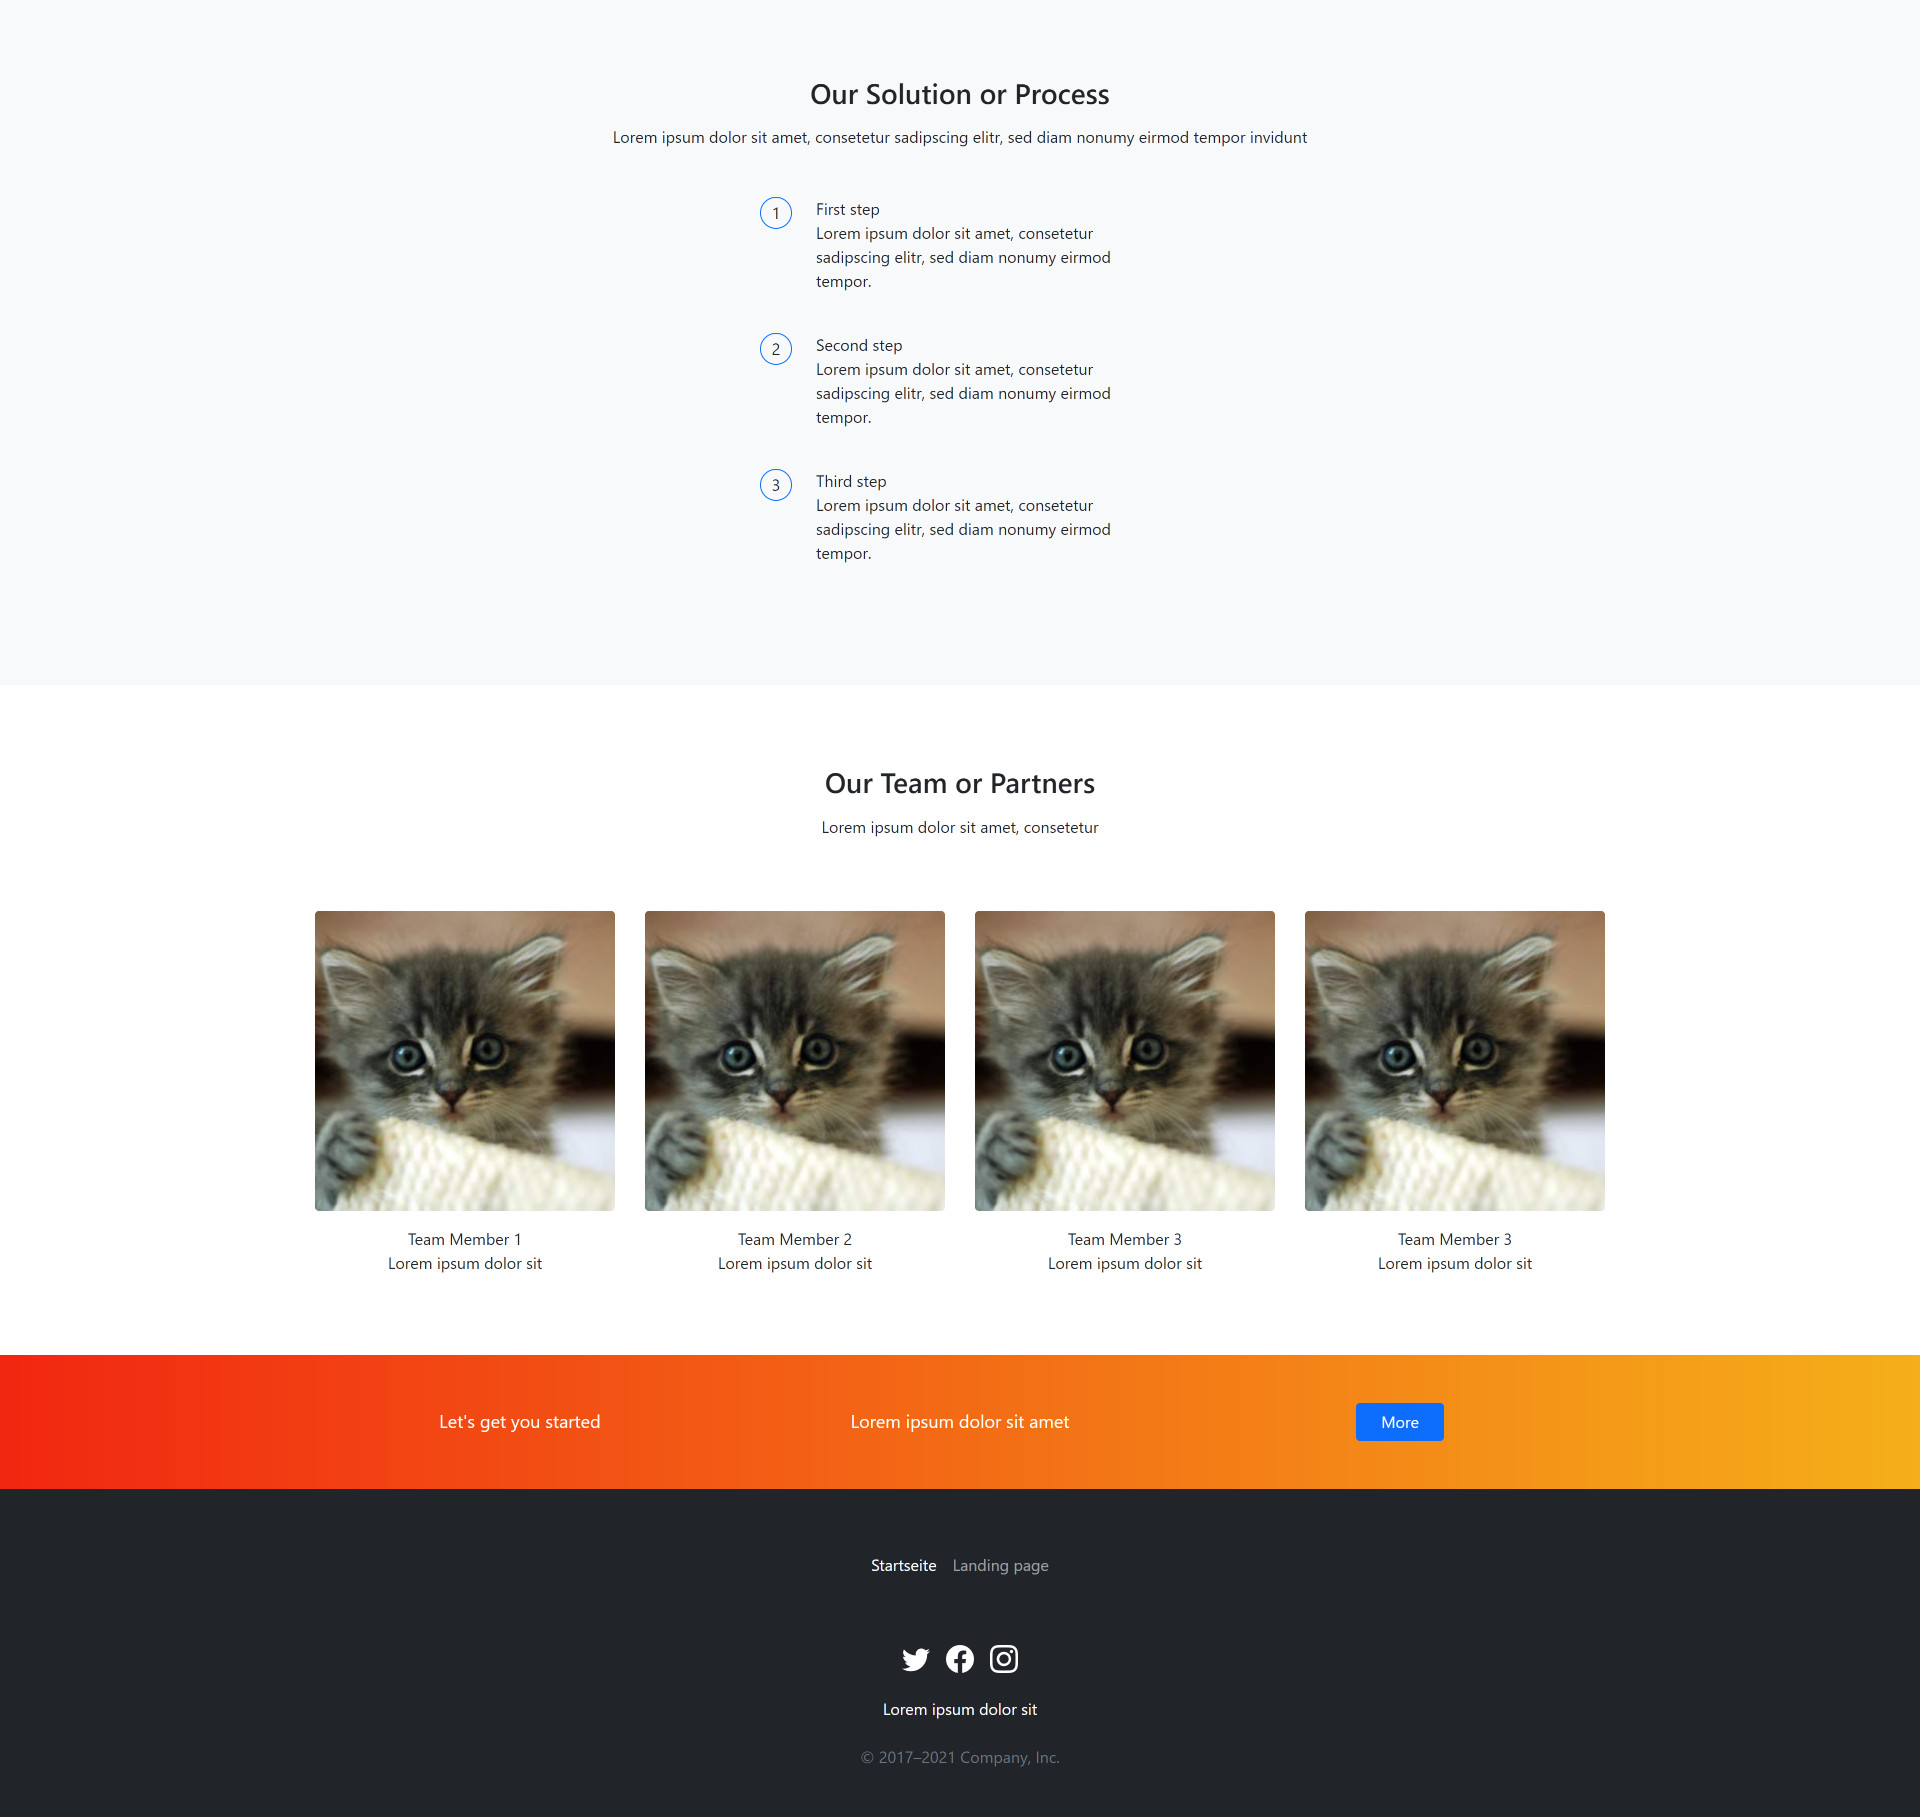 Our Solution or Process
Lorem ipsum dolor sit amet, consetetur sadipscing elitr, sed diam nonumy eirmod tempor invidunt
1
First step
Lorem ipsum dolor sit amet, consetetur
sadipscing elitr, sed diam nonumy eirmod
tempor.
2
Second step
Lorem ipsum dolor sit amet, consetetur
sadipscing elitr, sed diam nonumy eirmod
tempor.
3
Third step
Lorem ipsum dolor sit amet, consetetur
sadipscing elitr, sed diam nonumy eirmod
tempor.
Our Team or Partners
Lorem ipsum dolor sit amet, consetetur
Team Member 1
Lorem ipsum dolor sit
Team Member 2
Lorem ipsum dolor sit
Team Member 3
Lorem ipsum dolor sit
Team Member 3
Lorem ipsum dolor sit
Let's get you started
Lorem ipsum dolor sit amet
More
Startseite
Landing page
Lorem ipsum dolor sit
© 2017–2021 Company, Inc.